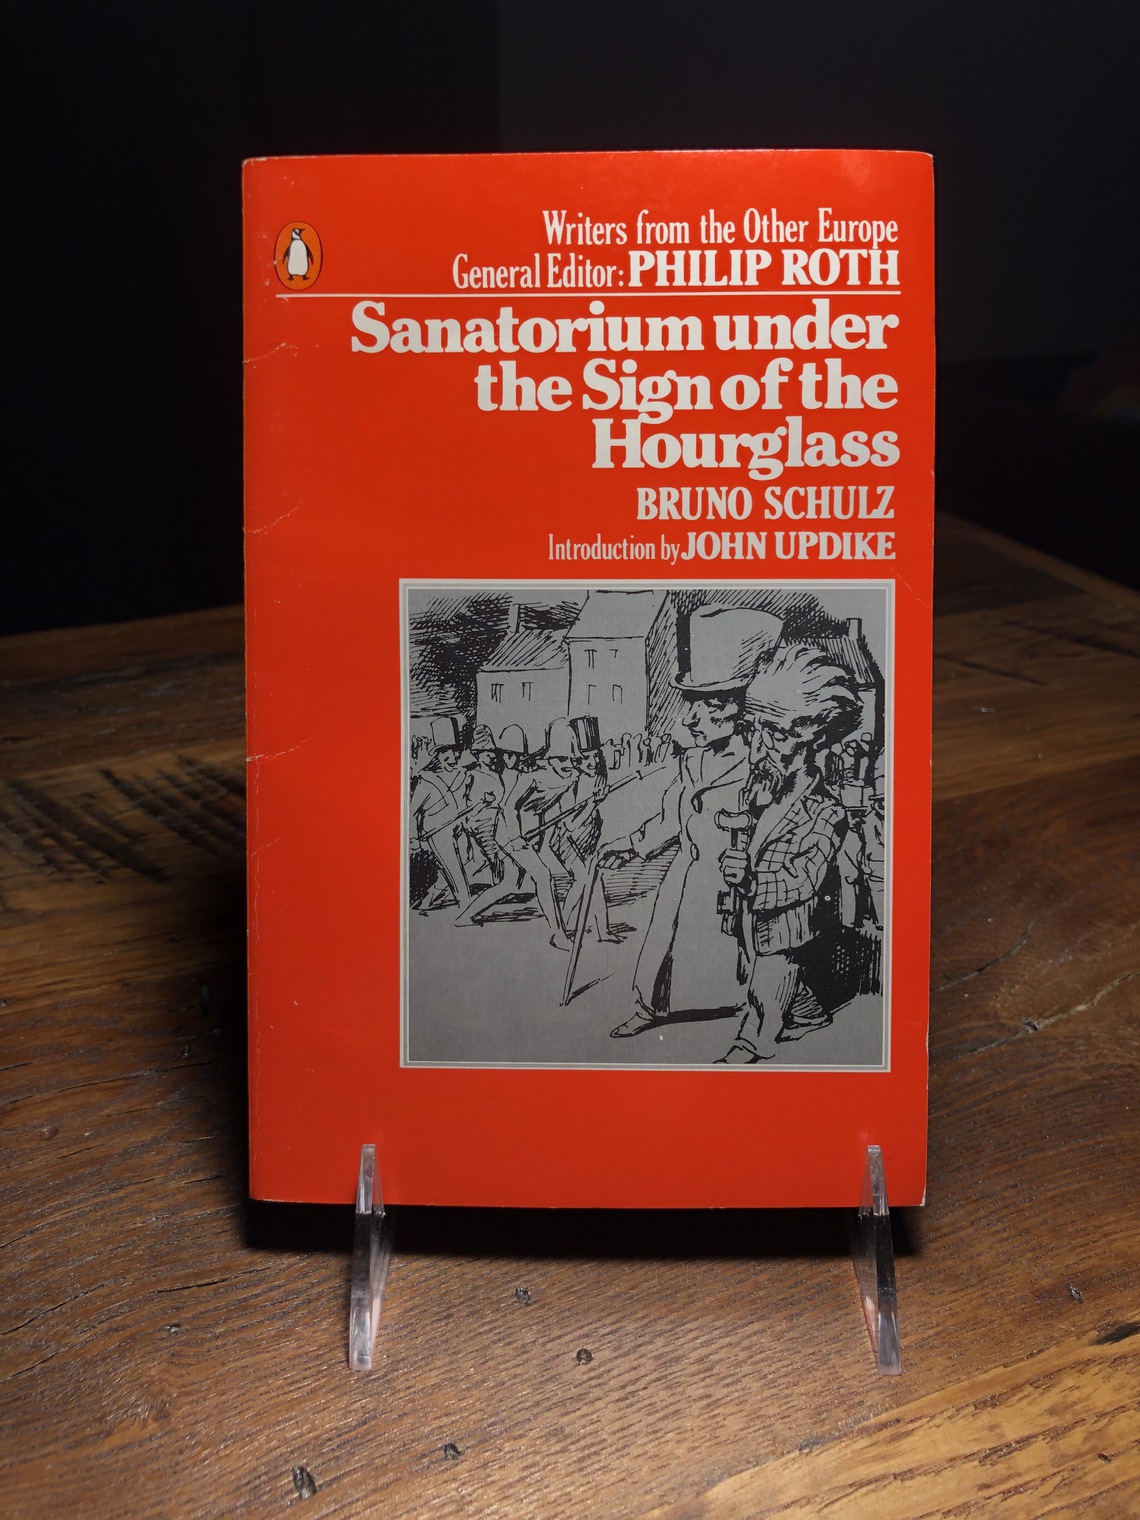 Writers from the Other Europe
General Editor: PHILIP ROTH
Sanatorium under
the Sign of the
Hourglass
BRUNO SCHULZ
Introduction by JOHN UPDIKE